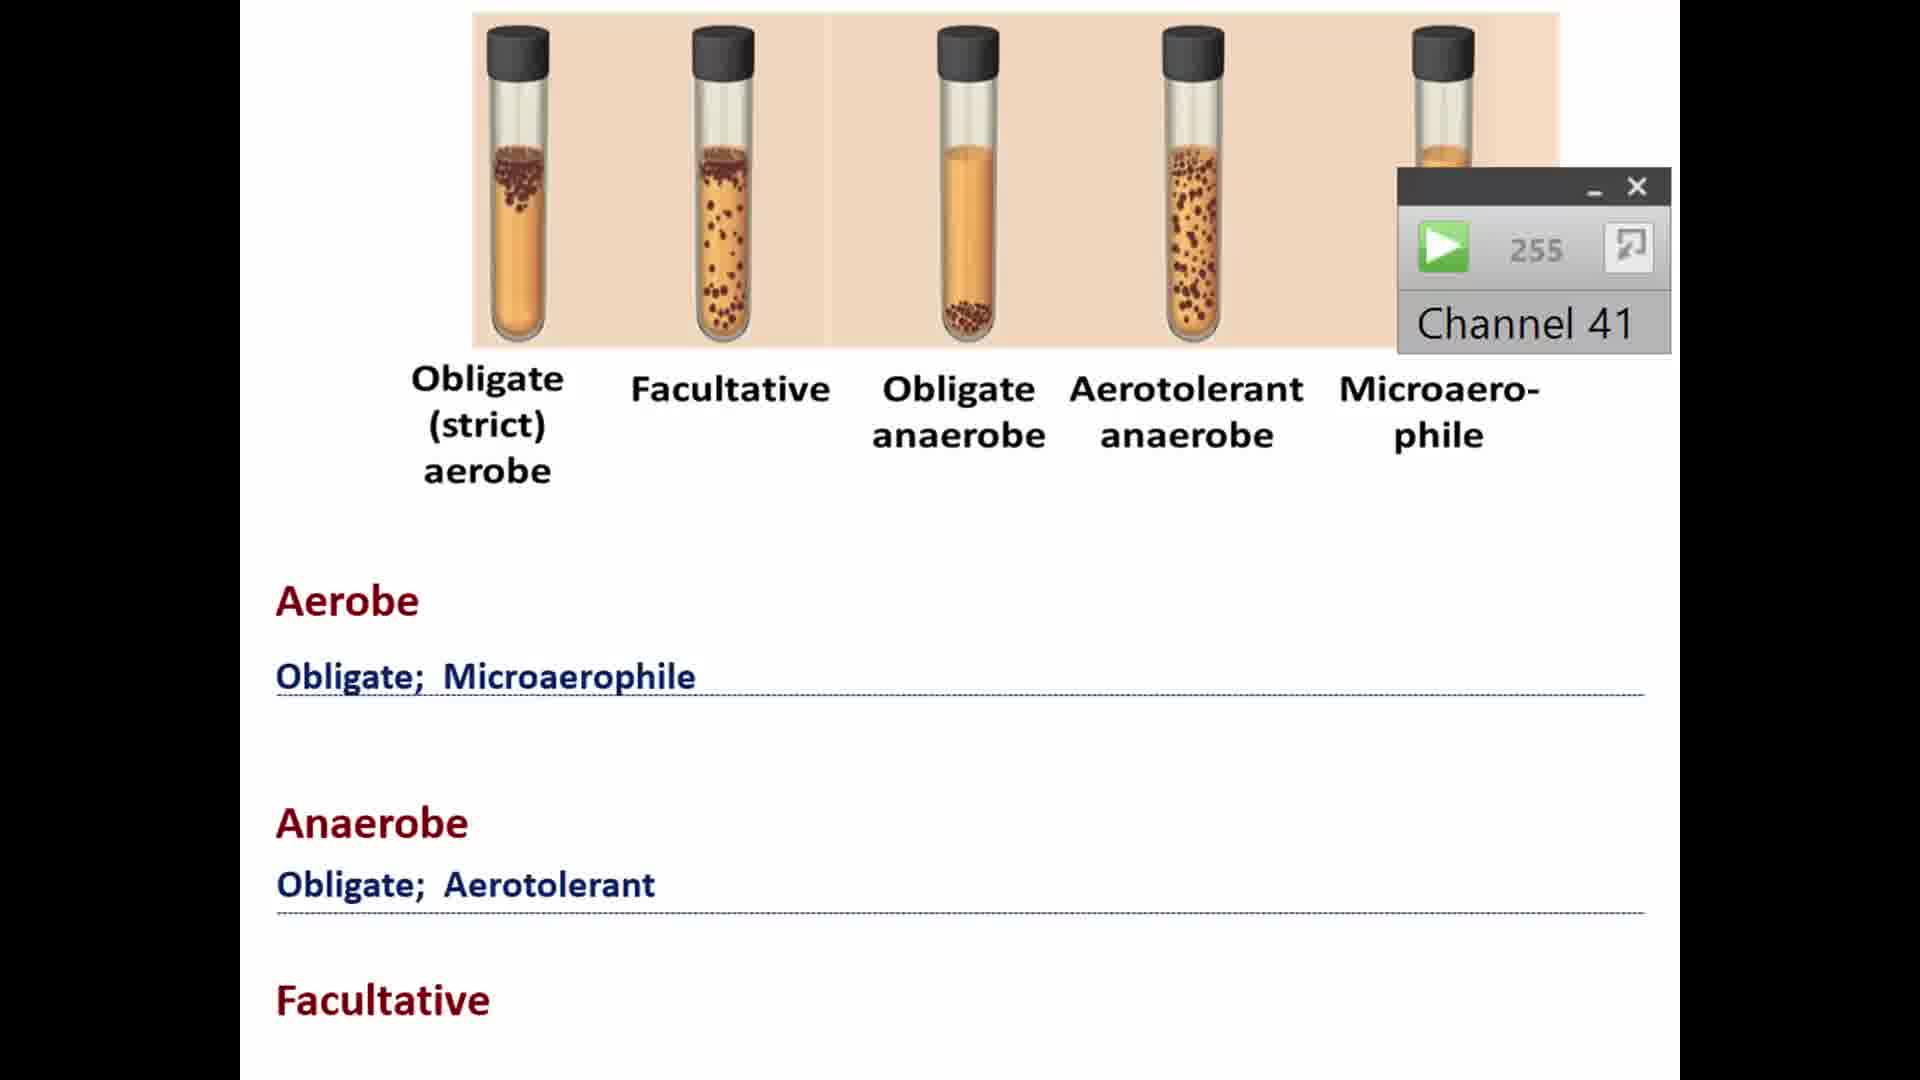 255
Channel 41
Obligate
(strict)
aerobe
Facultative
Obligate
anaerobe
Aerotolerant
anaerobe
Microaero-
phile
Aerobe
Obligate; Microaerophile
Anaerobe
Obligate; Aerotolerant
Facultative